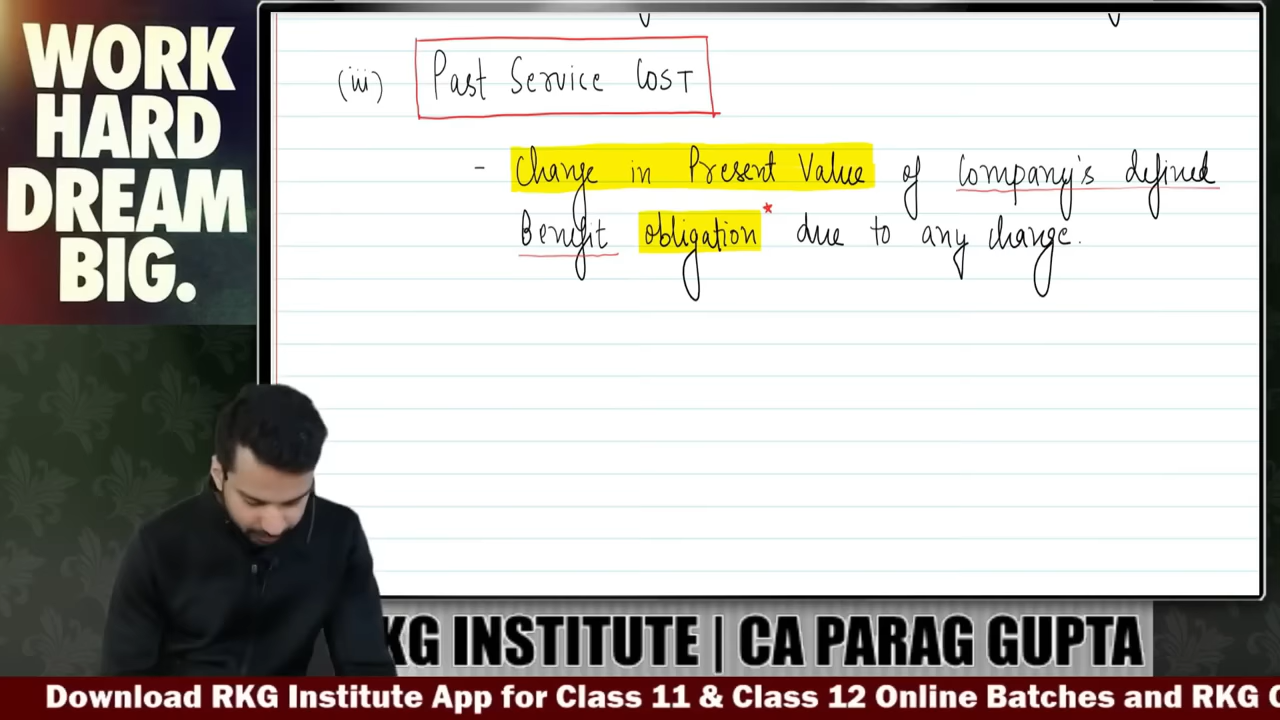 WORK
HARD
DREAM
BIG.
(iii) Past Service COST
- Change in Present Value of Company's defined
Benefit obligation* due to any change.
KG INSTITUTE | CA PARAG GUPTA
Download RKG Institute App for Class 11 & Class 12 Online Batches and RKG